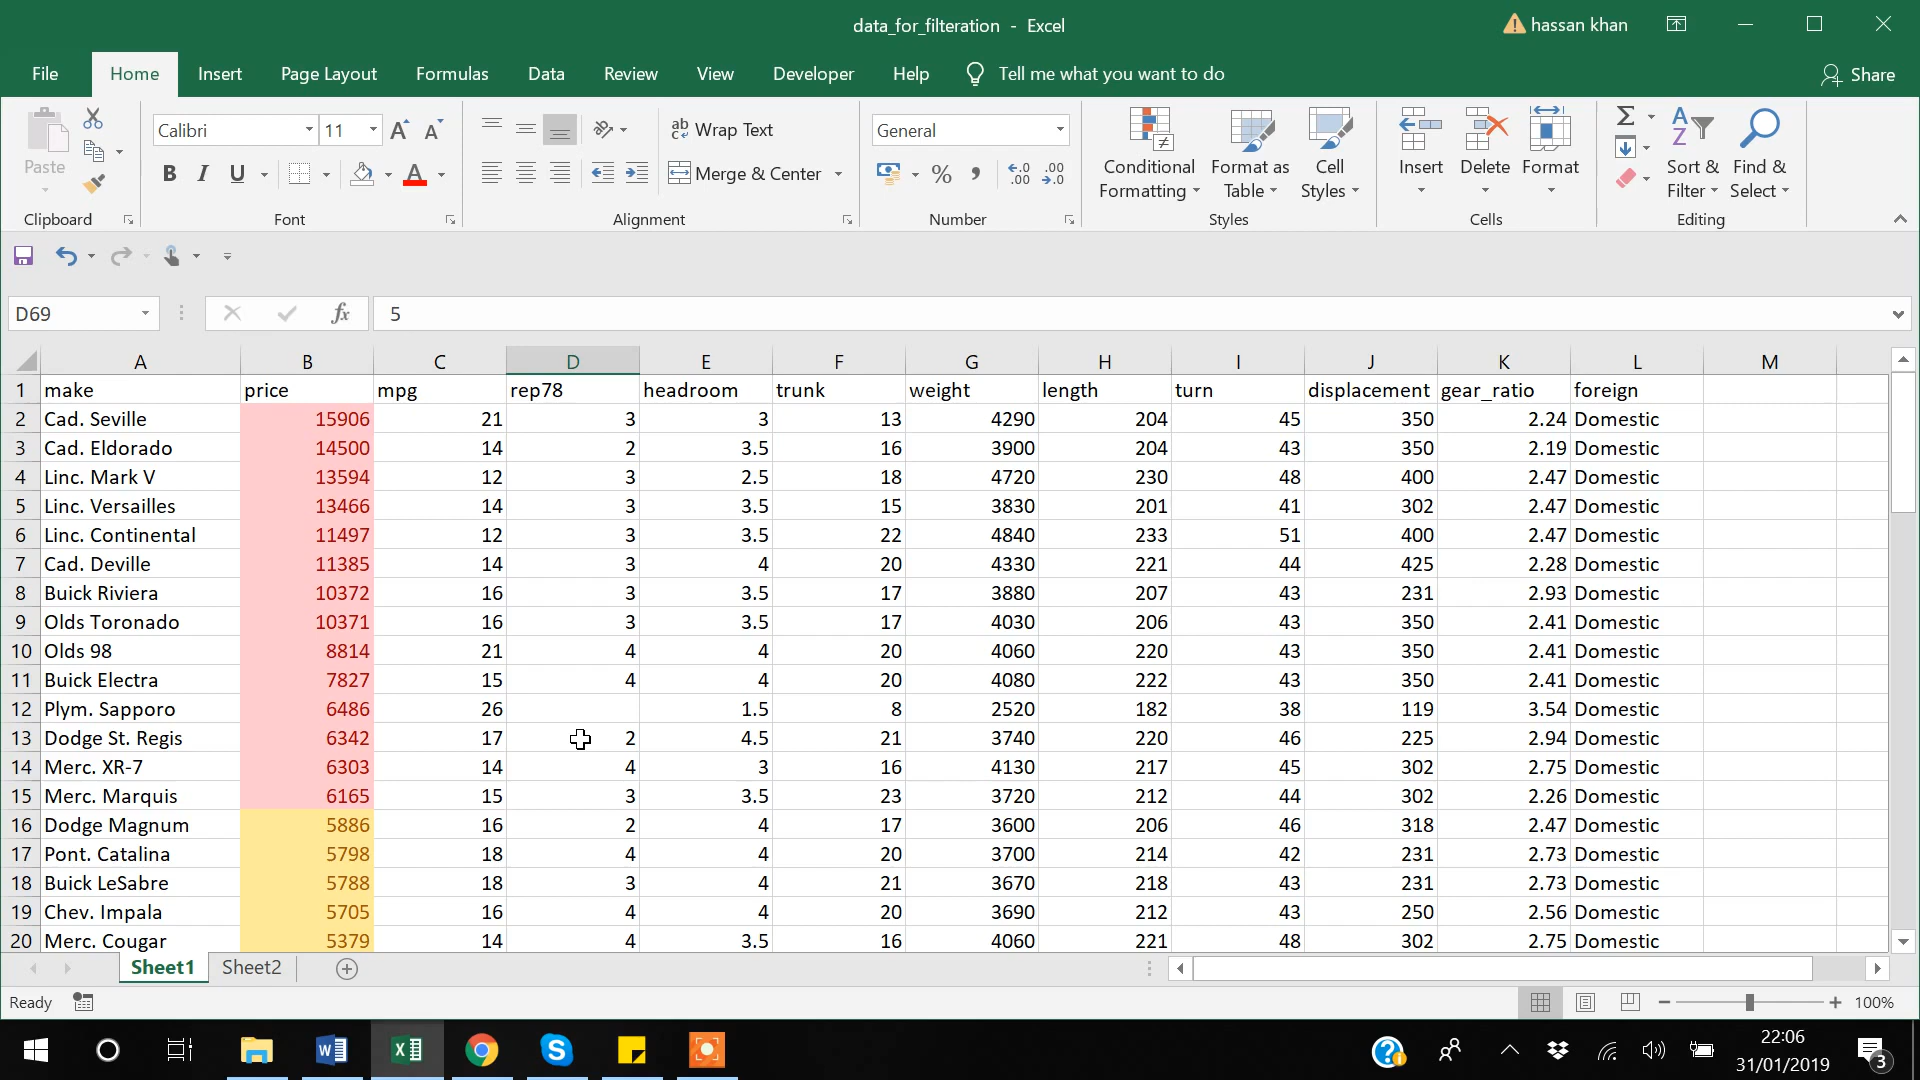 data_for_filteration - Excel
hassan khan
File Home Insert Page Layout Formulas Data Review View Developer Help Tell me what you want to do Share
Paste
Clipboard
Calibri 11
B I U
Font
Wrap Text
Merge & Center
Alignment
General
Number
Conditional Formatting
Format as Table
Cell Styles
Styles
Insert Delete Format
Cells
Sort & Filter
Find & Select
Editing
D69 fx 5
A B C D E F G H I J K L M
1 make price mpg rep78 headroom trunk weight length turn displacement gear_ratio foreign
2 Cad. Seville 15906 21 3 3 13 4290 204 45 350 2.24 Domestic
3 Cad. Eldorado 14500 14 2 3.5 16 3900 204 43 350 2.19 Domestic
4 Linc. Mark V 13594 12 3 2.5 18 4720 230 48 400 2.47 Domestic
5 Linc. Versailles 13466 14 3 3.5 15 3830 201 41 302 2.47 Domestic
6 Linc. Continental 11497 12 3 3.5 22 4840 233 51 400 2.47 Domestic
7 Cad. Deville 11385 14 3 4 20 4330 221 44 425 2.28 Domestic
8 Buick Riviera 10372 16 3 3.5 17 3880 207 43 231 2.93 Domestic
9 Olds Toronado 10371 16 3 3.5 17 4030 206 43 350 2.41 Domestic
10 Olds 98 8814 21 4 4 20 4060 220 43 350 2.41 Domestic
11 Buick Electra 7827 15 4 4 20 4080 222 43 350 2.41 Domestic
12 Plym. Sapporo 6486 26 1.5 8 2520 182 38 119 3.54 Domestic
13 Dodge St. Regis 6342 17 2 4.5 21 3740 220 46 225 2.94 Domestic
14 Merc. XR-7 6303 14 4 3 16 4130 217 45 302 2.75 Domestic
15 Merc. Marquis 6165 15 3 3.5 23 3720 212 44 302 2.26 Domestic
16 Dodge Magnum 5886 16 2 4 17 3600 206 46 318 2.47 Domestic
17 Pont. Catalina 5798 18 4 4 20 3700 214 42 231 2.73 Domestic
18 Buick LeSabre 5788 18 3 4 21 3670 218 43 231 2.73 Domestic
19 Chev. Impala 5705 16 4 4 20 3690 212 43 250 2.56 Domestic
20 Merc. Cougar 5379 14 4 3.5 16 4060 221 48 302 2.75 Domestic
Sheet1 Sheet2
Ready 100%
22:06
31/01/2019
3